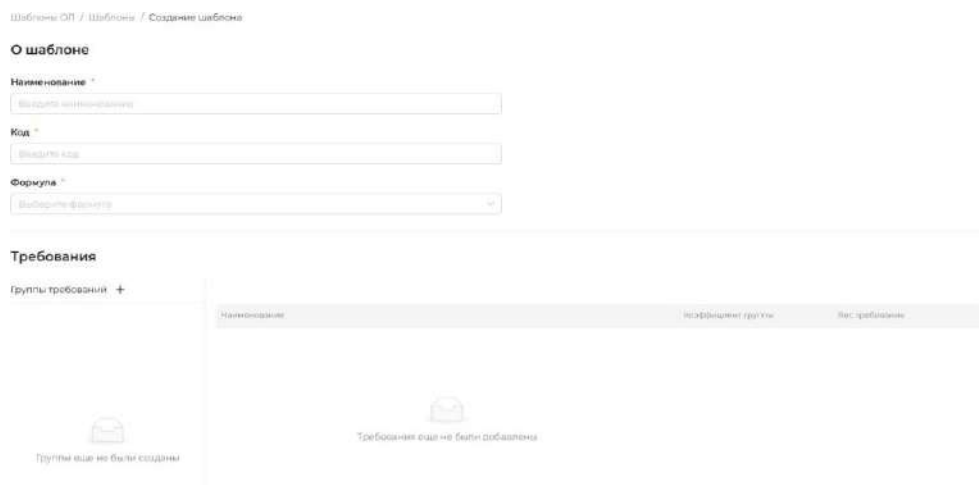 Шаблоны ОП / Шаблоны / Создание шаблона
О шаблоне
Наименование *
Введите наименование
Код *
Введите код
Формула *
Выберите формулу
Требования
Группы требований +
Наименование
Коэффициент группы
Вес требования
Требования еще не были добавлены
Группы еще не были созданы